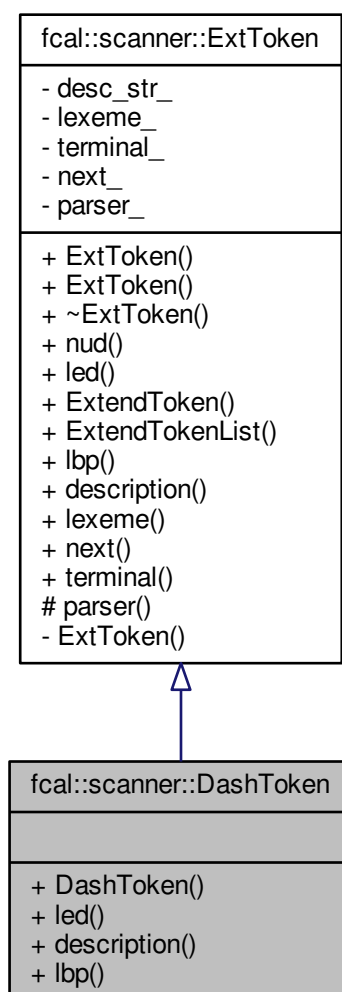 fcal::scanner::ExtToken
- desc_str_
- lexeme_
- terminal_
- next_
- parser_
+ ExtToken()
+ ExtToken()
+ ~ExtToken()
+ nud()
+ led()
+ ExtendToken()
+ ExtendTokenList()
+ lbp()
+ description()
+ lexeme()
+ next()
+ terminal()
# parser()
- ExtToken()
fcal::scanner::DashToken
+ DashToken()
+ led()
+ description()
+ lbp()